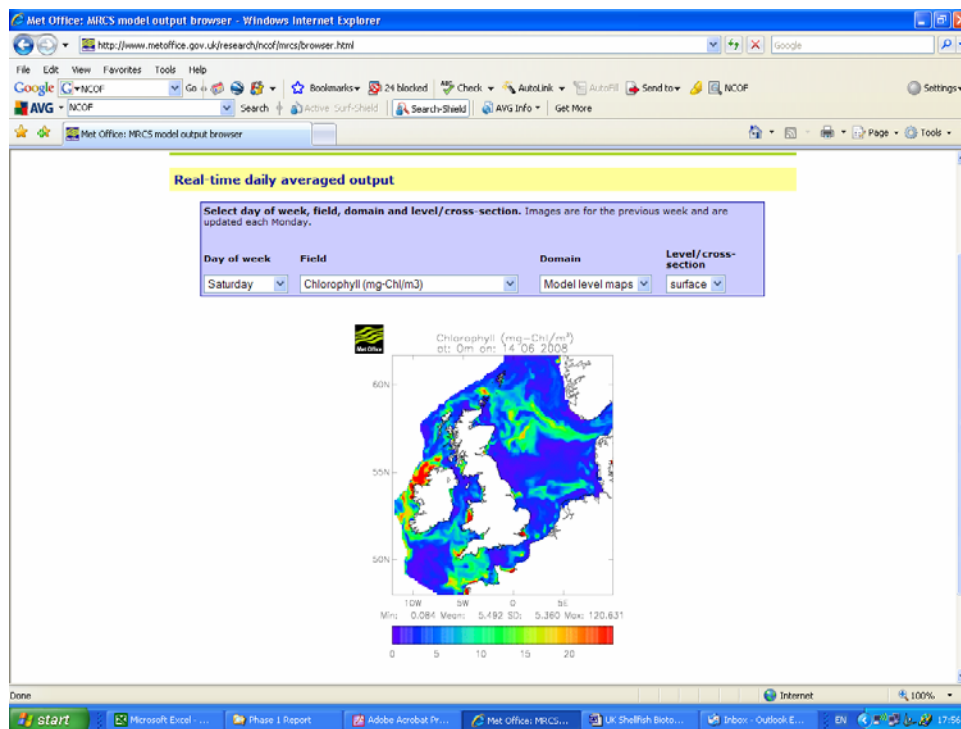 Met Office: MRCS model output browser - Windows Internet Explorer
http://www.metoffice.gov.uk/research/ncof/mrcs/browser.html
Google
File Edit View Favorites Tools Help
Google G NCOF Go Bookmarks 24 blocked Check AutoLink AutoFill Send to NCOF Settings
AVG NCOF Search Active Surf-Shield Search-Shield AVG Info Get More
Met Office: MRCS model output browser Page Tools
Real-time daily averaged output
Select day of week, field, domain and level/cross-section. Images are for the previous week and are
updated each Monday.
Day of week Field Domain Level/cross-
section
Saturday Chlorophyll (mg-Chl/m3) Model level maps surface
Met Office
Chlorophyll (mg-Chl/m³)
at: 0m on: 14 06 2008
60N
55N
50N
10W 5W 0 5E
Min: 0.084 Mean: 5.492 SD: 5.360 Max: 120.631
0 5 10 15 20
Done Internet 100%
start Microsoft Excel - ... Phase 1 Report Adobe Acrobat Pr... Met Office: MRCS... UK Shellfish Bioto... Inbox - Outlook E... EN 17:56